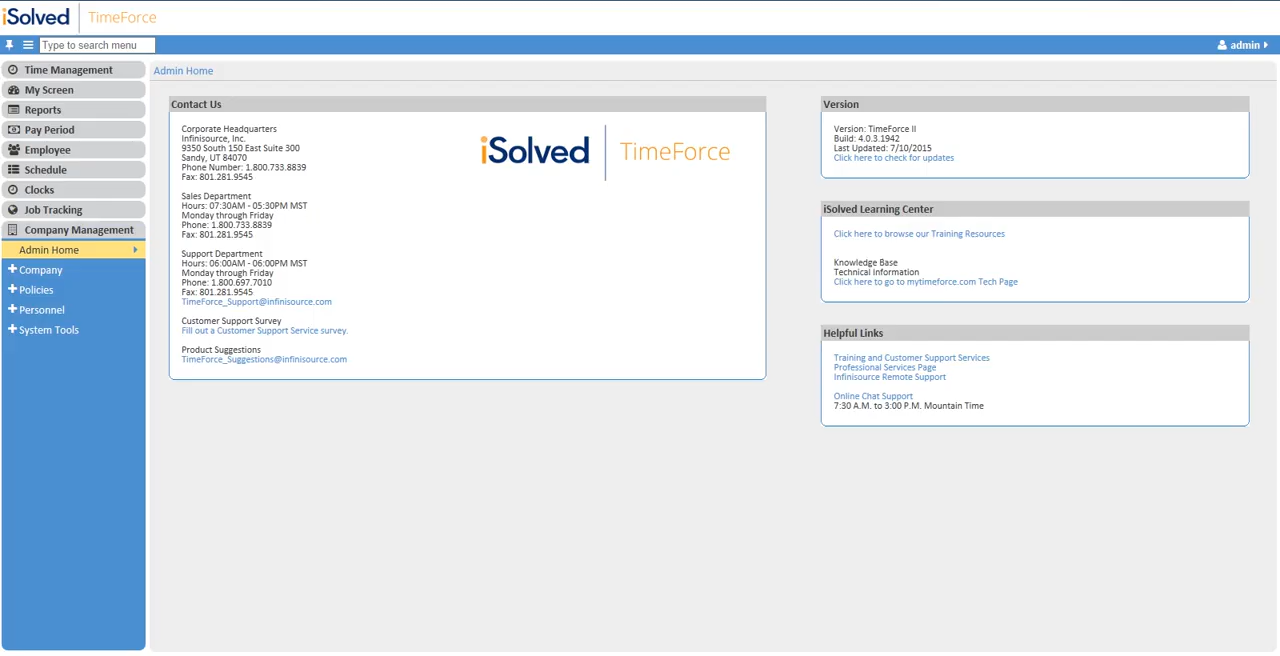 iSolved TimeForce
Type to search menu
admin
Time Management
My Screen
Reports
Pay Period
Employee
Schedule
Clocks
Job Tracking
Company Management
Admin Home
Company
Policies
Personnel
System Tools
Admin Home
Contact Us
Corporate Headquarters
Infinisource, Inc.
9350 South 150 East Suite 300
Sandy, UT 84070
Phone Number: 1.800.733.8839
Fax: 801.281.9545
Sales Department
Hours: 07:30AM - 05:30PM MST
Monday through Friday
Phone: 1.800.733.8839
Fax: 801.281.9545
Support Department
Hours: 06:00AM - 06:00PM MST
Monday through Friday
Phone: 1.800.697.7010
Fax: 801.281.9545
TimeForce_Support@infinisource.com
Customer Support Survey
Fill out a Customer Support Service survey.
Product Suggestions
TimeForce_Suggestions@infinisource.com
iSolved TimeForce
Version
Version: TimeForce II
Build: 4.0.3.1942
Last Updated: 7/10/2015
Click here to check for updates
iSolved Learning Center
Click here to browse our Training Resources
Knowledge Base
Technical Information
Click here to go to mytimeforce.com Tech Page
Helpful Links
Training and Customer Support Services
Professional Services Page
Infinisource Remote Support
Online Chat Support
7:30 A.M. to 3:00 P.M. Mountain Time